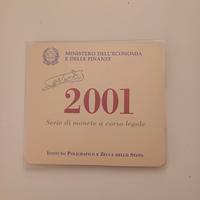 MINISTERO DELL'ECONOMIA
E DELLE FINANZE
2001
Serie di monete a corso legale
ISTITUTO POLIGRAFICO E ZECCA DELLO STATO